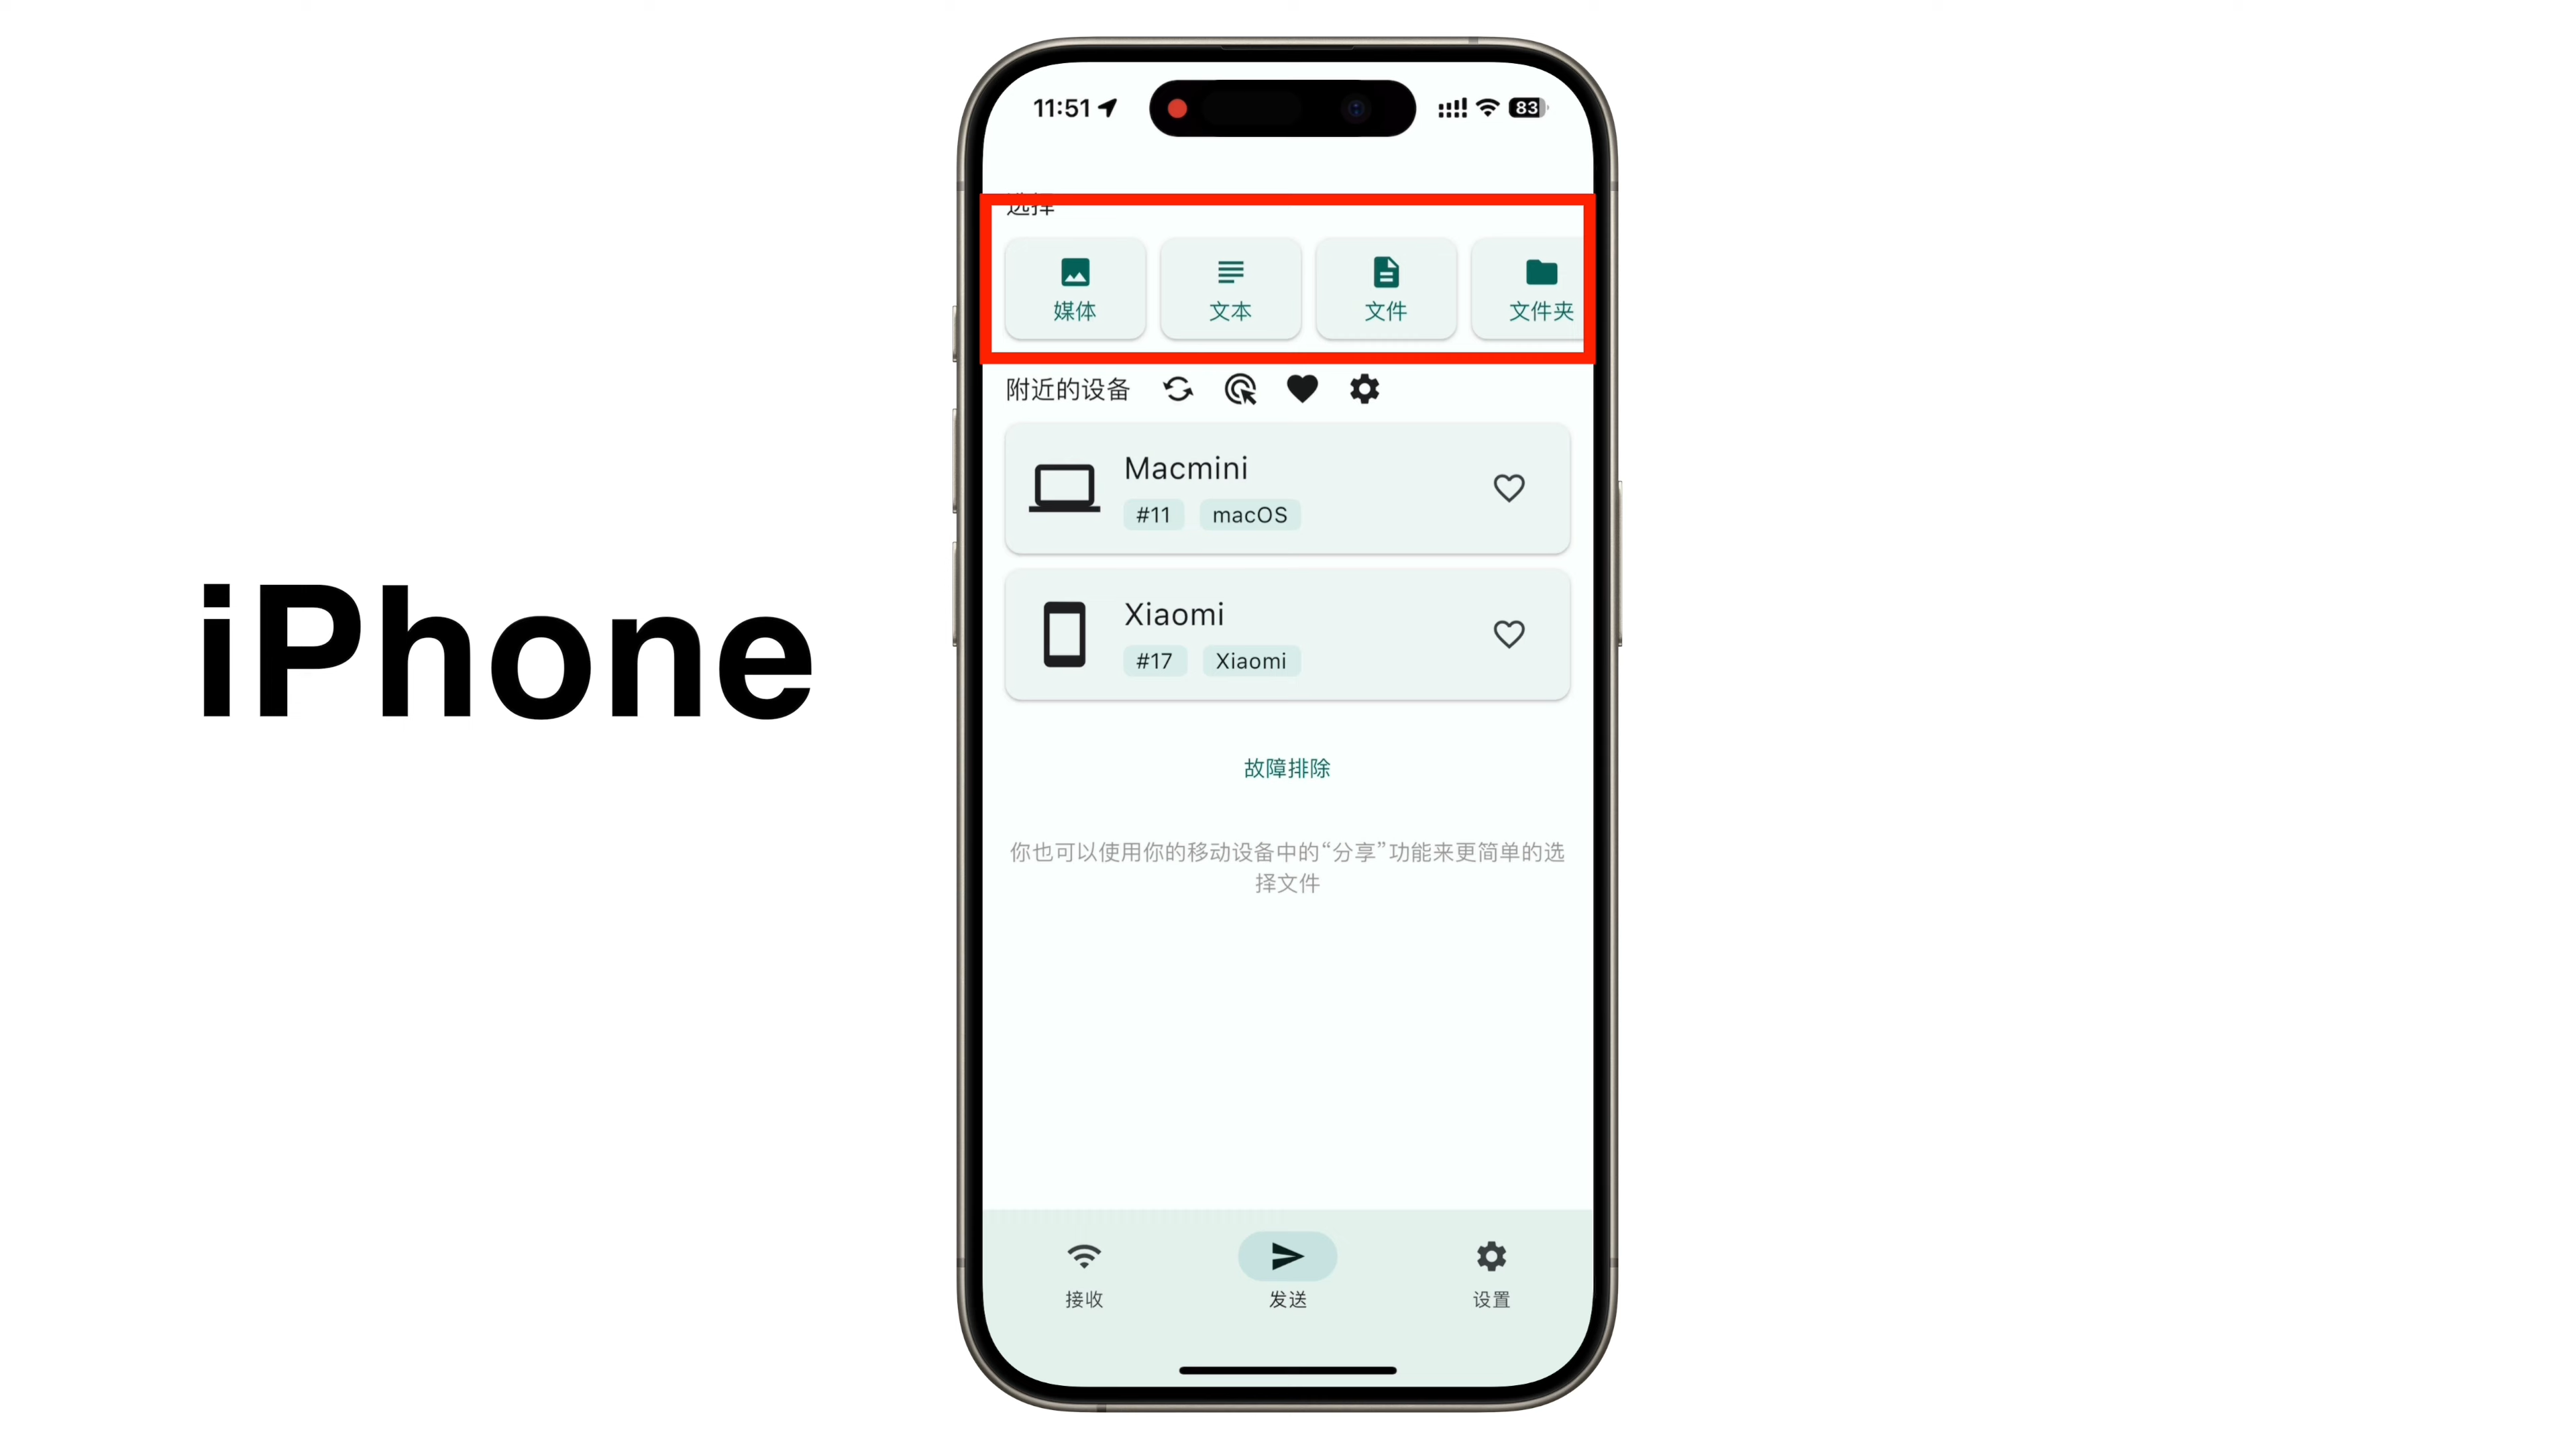 iPhone
11:51
83
选择
媒体
文本
文件
文件夹
附近的设备
Macmini
#11 macOS
Xiaomi
#17 Xiaomi
故障排除
你也可以使用你的移动设备中的“分享”功能来更简单的选
择文件
接收
发送
设置